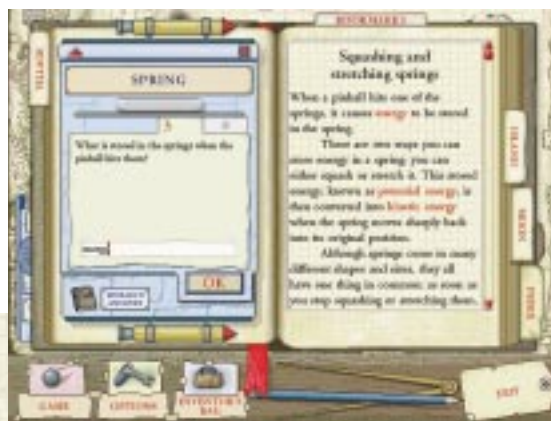 BOOKMARKS
SPRING
3
What is stored in the springs when the
pinball hits them?
energy
OK
Squashing and
stretching springs
When a pinball hits one of the
springs, it causes energy to be stored
in the spring.
There are two ways you can
store energy in a spring: you can
either squash or stretch it. This stored
energy, known as potential energy, is
then converted into kinetic energy
when the spring moves sharply back
into its original position.
Although springs come in many
different shapes and sizes, they all
have one thing in common: as soon as
you stop squashing or stretching them,
INDEX
GAME
OPTIONS
INVENTOR'S
BAG
EXIT